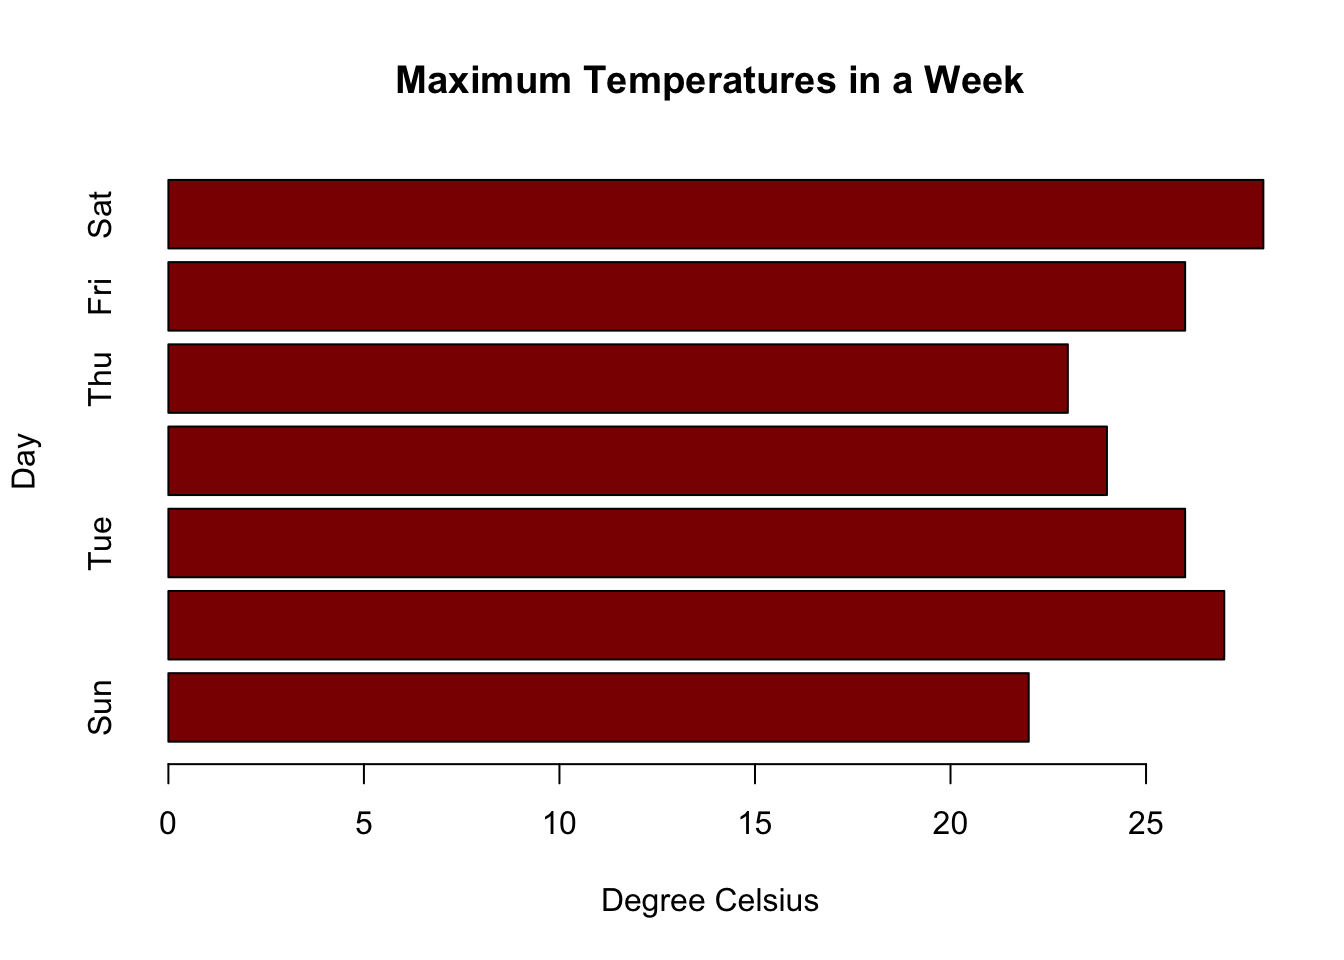 Maximum Temperatures in a Week
Day
Sat
Fri
Thu
Tue
Sun
0 5 10 15 20 25
Degree Celsius